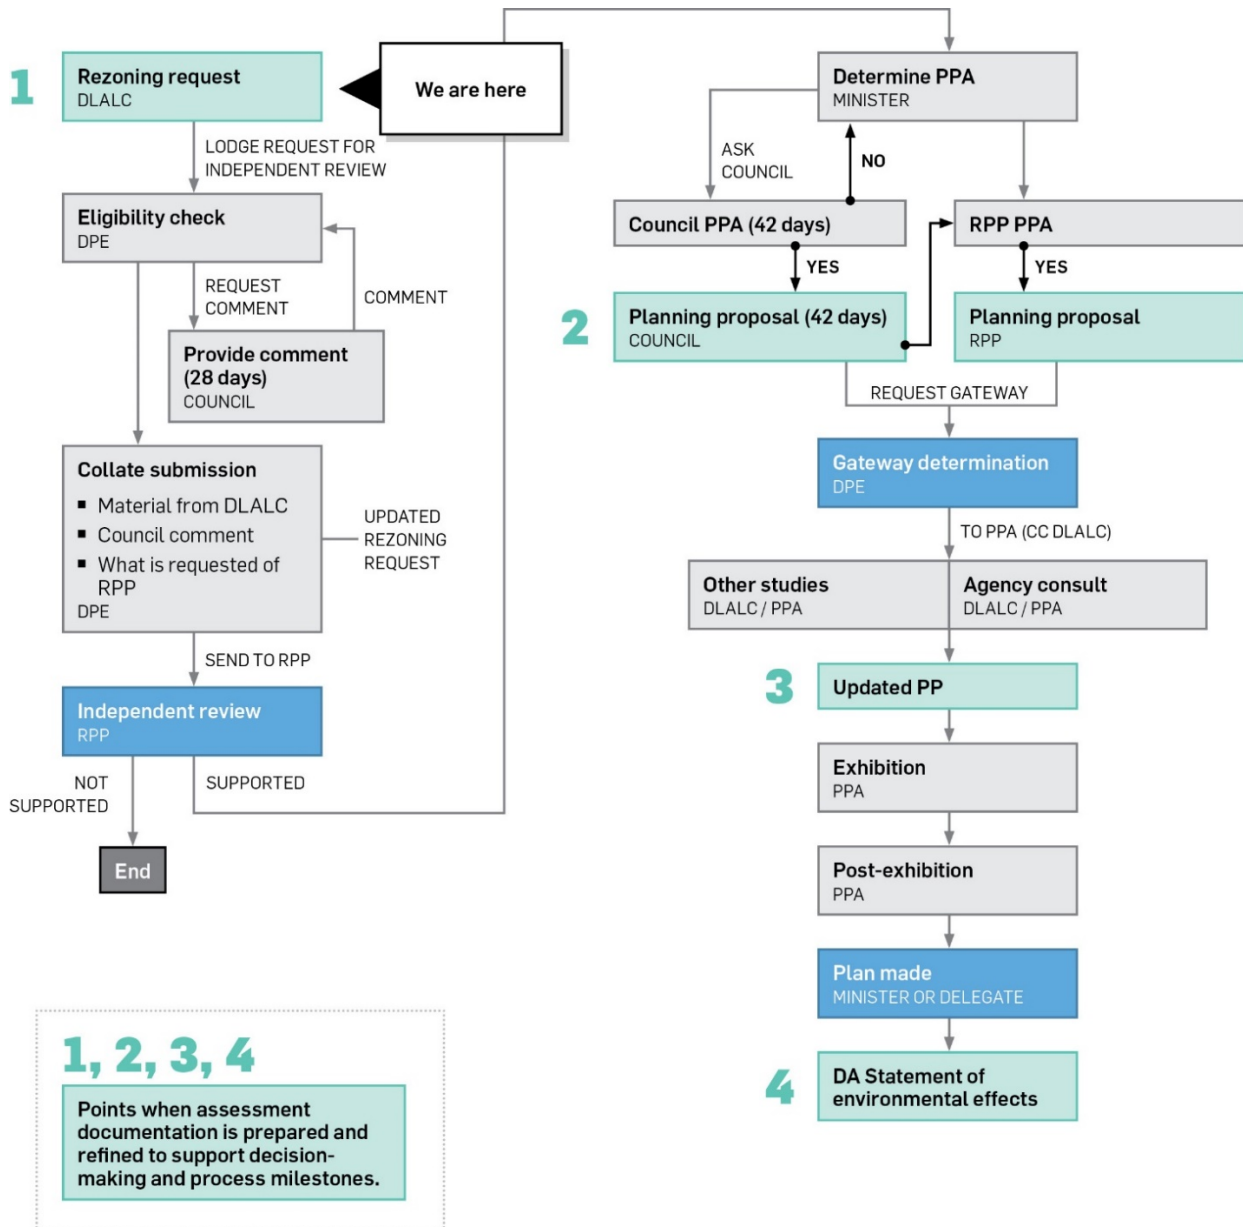 1
Rezoning request
DLALC
We are here
LODGE REQUEST FOR
INDEPENDENT REVIEW
Eligibility check
DPE
REQUEST
COMMENT
COMMENT
Provide comment
(28 days)
COUNCIL
Collate submission
▪ Material from DLALC
▪ Council comment
▪ What is requested of
RPP
DPE
UPDATED
REZONING
REQUEST
SEND TO RPP
Independent review
RPP
NOT
SUPPORTED
SUPPORTED
End
Determine PPA
MINISTER
ASK
COUNCIL
NO
Council PPA (42 days)
RPP PPA
YES
YES
2
Planning proposal (42 days)
COUNCIL
Planning proposal
RPP
REQUEST GATEWAY
Gateway determination
DPE
TO PPA (CC DLALC)
Other studies
DLALC / PPA
Agency consult
DLALC / PPA
3
Updated PP
Exhibition
PPA
Post-exhibition
PPA
Plan made
MINISTER OR DELEGATE
4
DA Statement of
environmental effects
1, 2, 3, 4
Points when assessment
documentation is prepared and
refined to support decision-
making and process milestones.